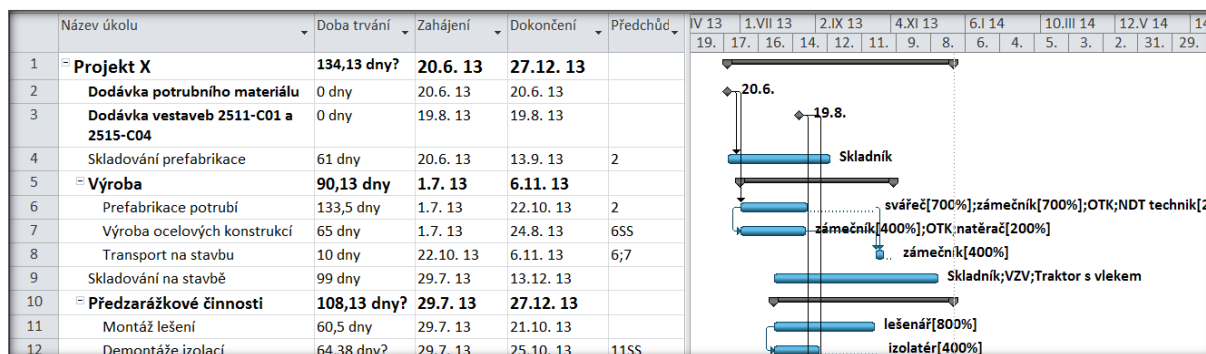 Název úkolu Doba trvání Zahájení Dokončení Předchůd IV 13 1.VII 13 2.IX 13 4.XI 13 6.I 14 10.III 14 12.V 14 14
19. 17. 16. 14. 12. 11. 9. 8. 6. 4. 5. 3. 2. 31. 29.
1 Projekt X 134,13 dny? 20.6. 13 27.12. 13
2 Dodávka potrubního materiálu 0 dny 20.6. 13 20.6. 13 20.6.
3 Dodávka vestaveb 2511-C01 a 0 dny 19.8. 13 19.8. 13 19.8.
2515-C04
4 Skladování prefabrikace 61 dny 20.6. 13 13.9. 13 2 Skladník
5 Výroba 90,13 dny 1.7. 13 6.11. 13
6 Prefabrikace potrubí 133,5 dny 1.7. 13 22.10. 13 2 svářeč[700%];zámečník[700%];OTK;NDT technik[2
7 Výroba ocelových konstrukcí 65 dny 1.7. 13 24.8. 13 6SS zámečník[400%];OTK;natěrač[200%]
8 Transport na stavbu 10 dny 22.10. 13 6.11. 13 6;7 zámečník[400%]
9 Skladování na stavbě 99 dny 29.7. 13 13.12. 13 Skladník;VZV;Traktor s vlekem
10 Předzarážkové činnosti 108,13 dny? 29.7. 13 27.12. 13
11 Montáž lešení 60,5 dny 29.7. 13 21.10. 13 lešenář[800%]
12 Demontáže izolací 64,38 dny? 29.7. 13 25.10. 13 11SS izolatér[400%]